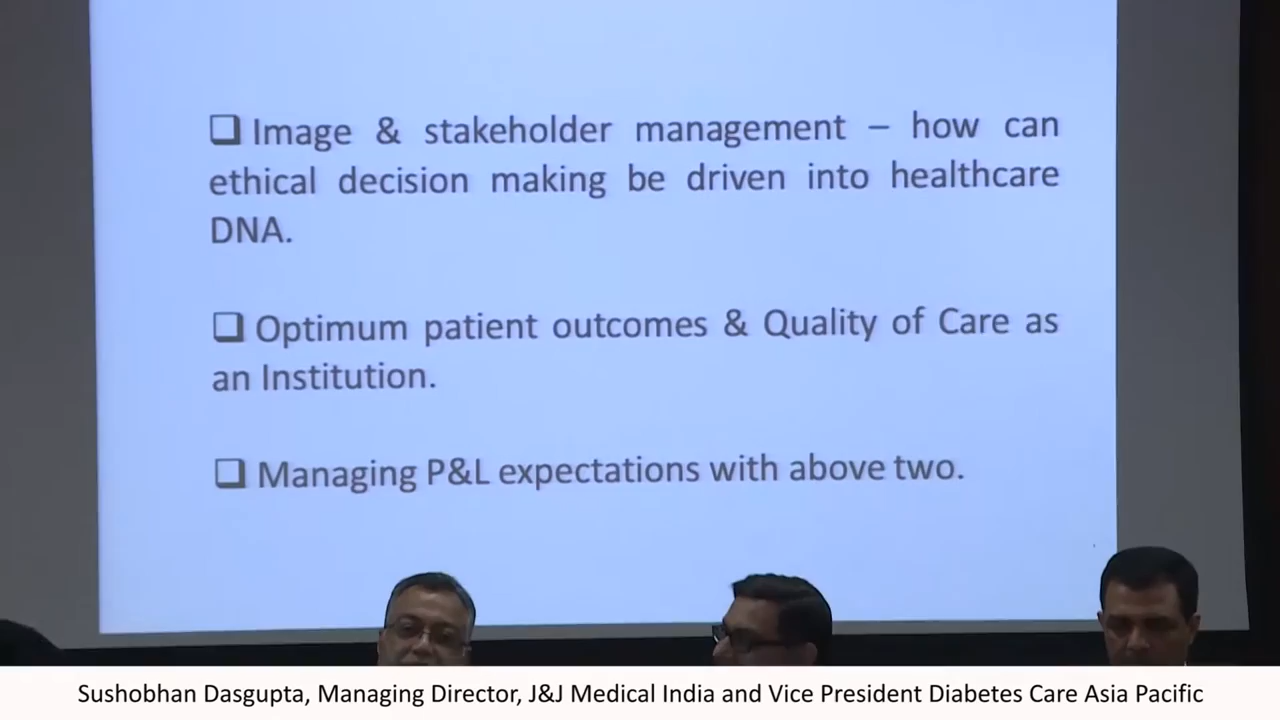 ❑ Image & stakeholder management – how can
ethical decision making be driven into healthcare
DNA.
❑ Optimum patient outcomes & Quality of Care as
an Institution.
❑ Managing P&L expectations with above two.
Sushobhan Dasgupta, Managing Director, J&J Medical India and Vice President Diabetes Care Asia Pacific